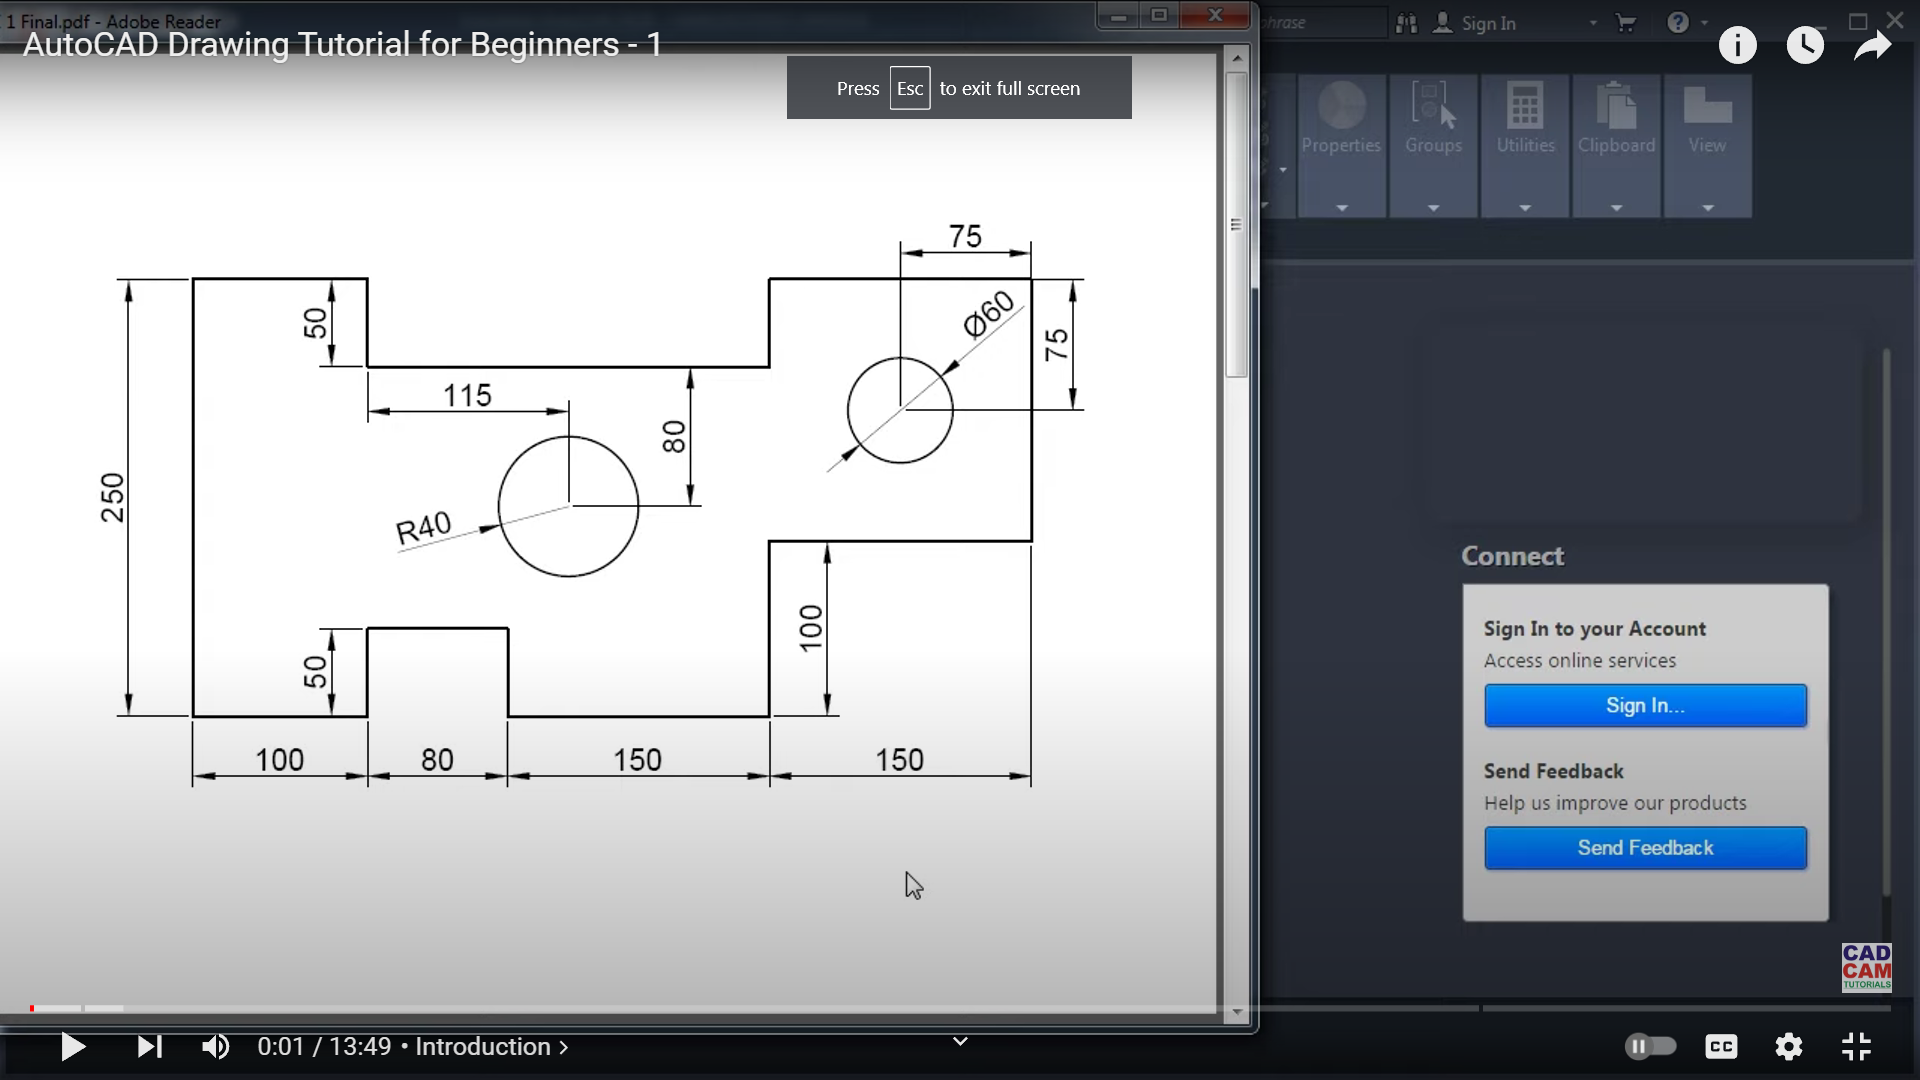 1 Final.pdf - Adobe Reader
AutoCAD Drawing Tutorial for Beginners - 1
Press Esc to exit full screen
phrase
Sign In
Properties
Groups
Utilities
Clipboard
View
75
50
Ø60
75
115
80
250
R40
50
100
100
80
150
150
Connect
Sign In to your Account
Access online services
Sign In...
Send Feedback
Help us improve our products
Send Feedback
CAD
CAM
TUTORIALS
0:01 / 13:49 • Introduction >
CC